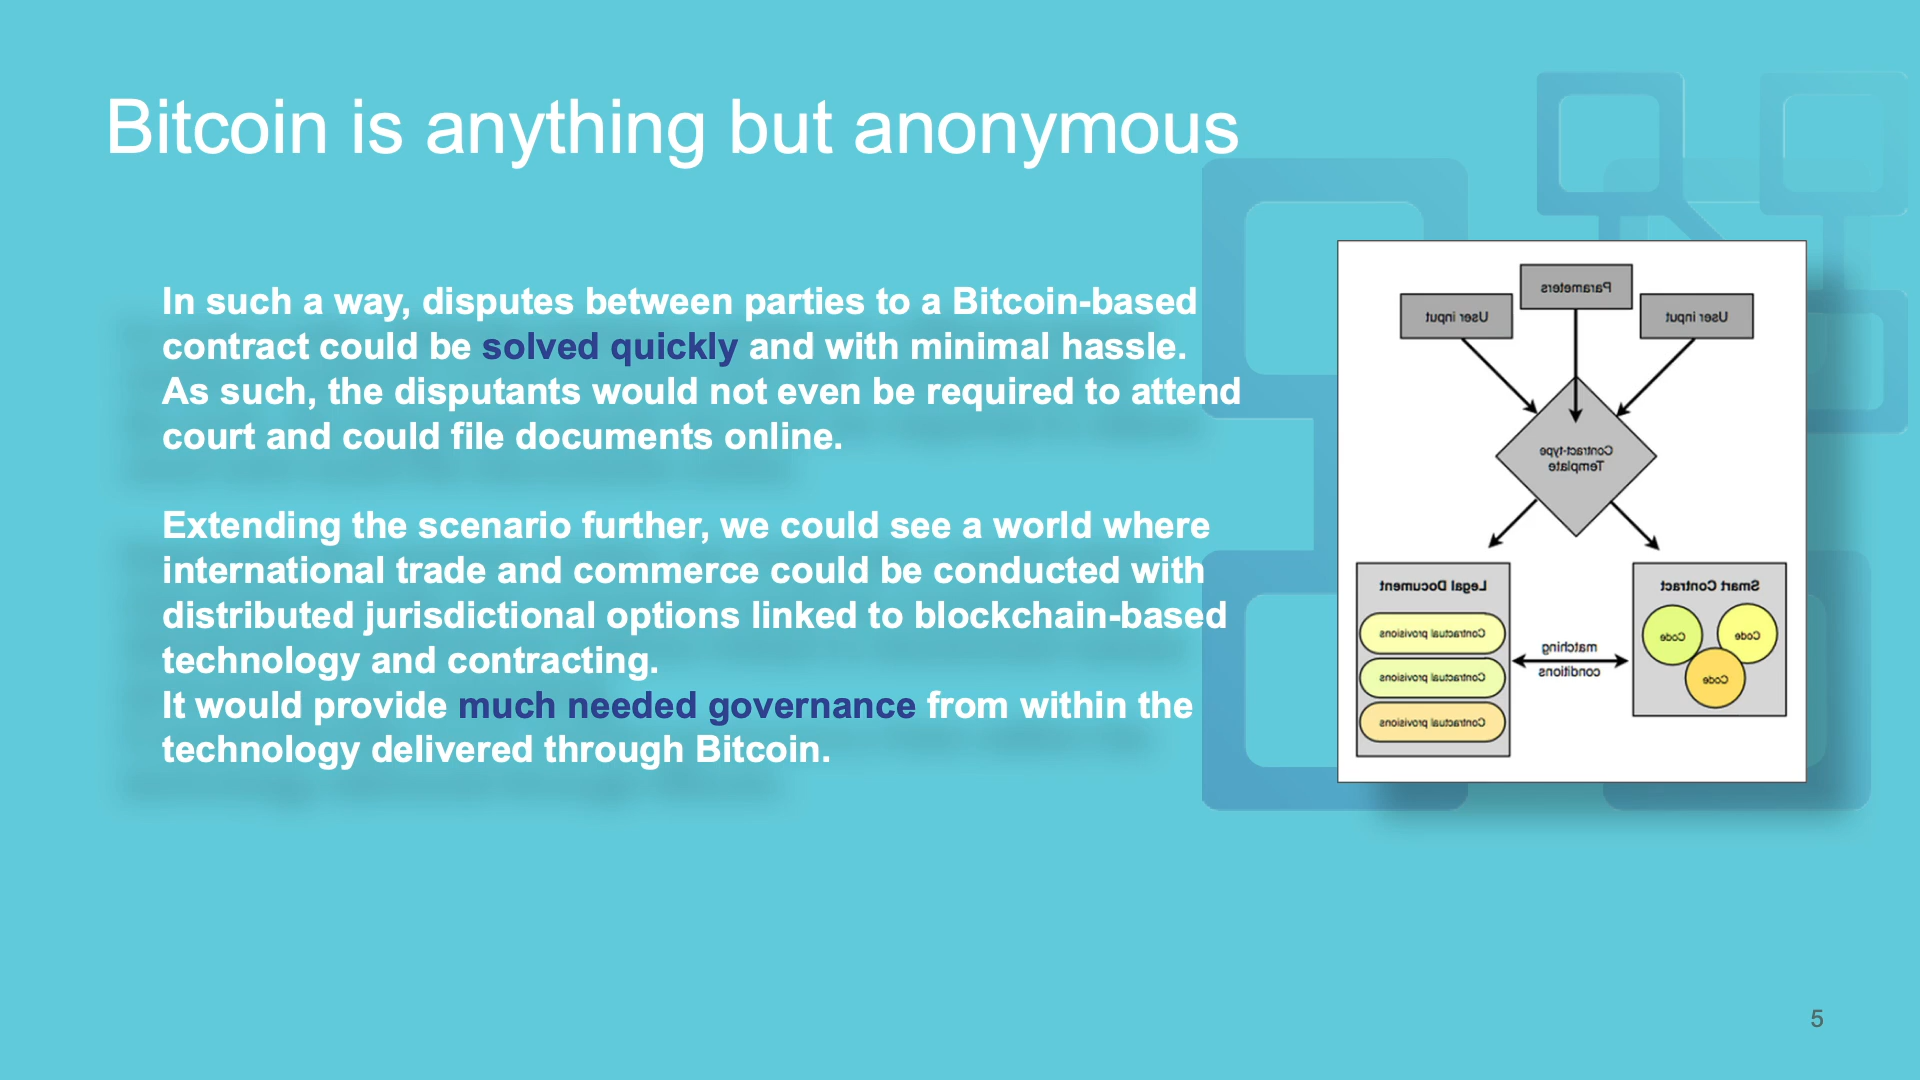 Bitcoin is anything but anonymous
In such a way, disputes between parties to a Bitcoin-based
contract could be solved quickly and with minimal hassle.
As such, the disputants would not even be required to attend
court and could file documents online.
Extending the scenario further, we could see a world where
international trade and commerce could be conducted with
distributed jurisdictional options linked to blockchain-based
technology and contracting.
It would provide much needed governance from within the
technology delivered through Bitcoin.
Parameters
User input
User input
Contract-type
Template
Legal Document
Contractual provisions
Contractual provisions
Contractual provisions
matching
conditions
Smart Contract
Code
Code
Code
5